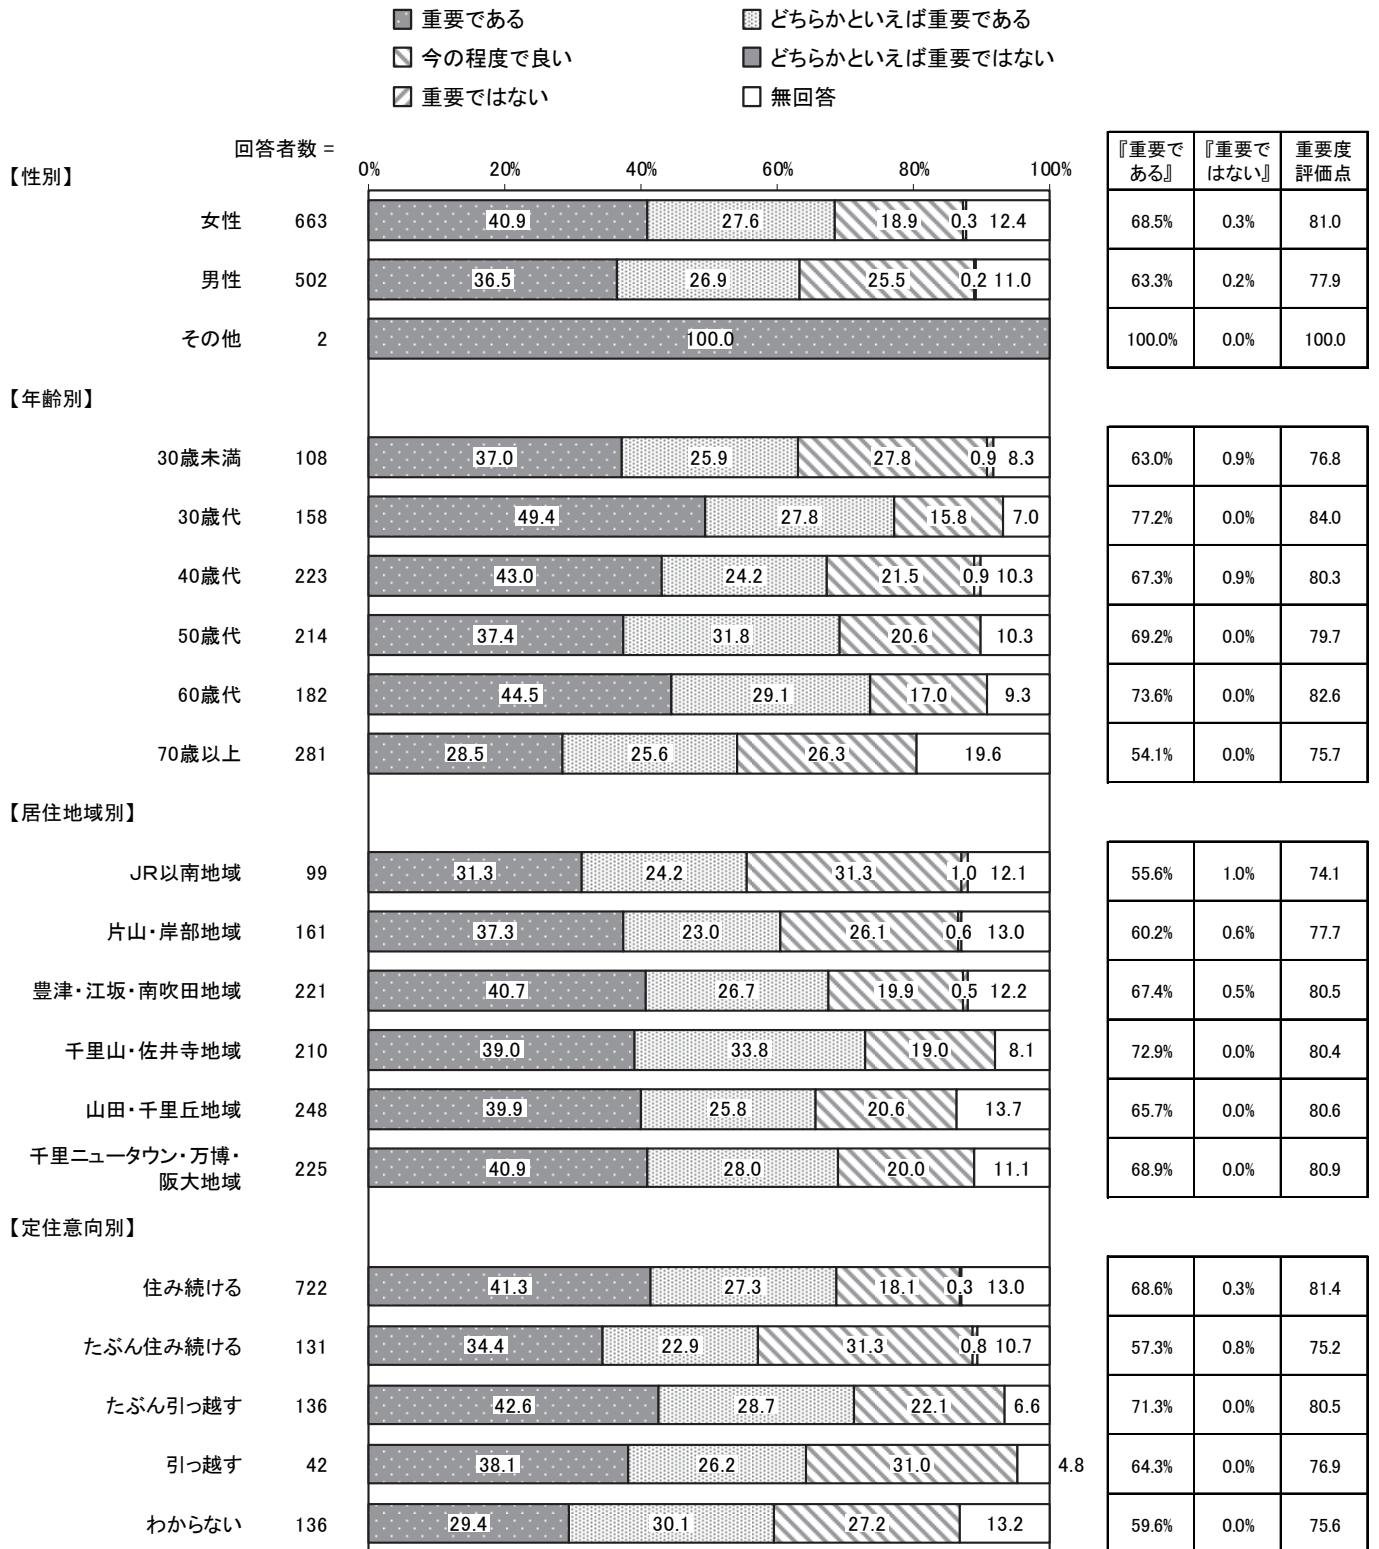 重要である どちらかといえば重要である
今の程度で良い どちらかといえば重要ではない
重要ではない 無回答
回答者数 =
【性別】 0% 20% 40% 60% 80% 100% 『重要で
ある』 『重要で
はない』 重要度
評価点
女性 663 40.9 27.6 18.9 0.3 12.4 68.5% 0.3% 81.0
男性 502 36.5 26.9 25.5 0.2 11.0 63.3% 0.2% 77.9
その他 2 100.0 100.0% 0.0% 100.0
【年齢別】
30歳未満 108 37.0 25.9 27.8 0.9 8.3 63.0% 0.9% 76.8
30歳代 158 49.4 27.8 15.8 7.0 77.2% 0.0% 84.0
40歳代 223 43.0 24.2 21.5 0.9 10.3 67.3% 0.9% 80.3
50歳代 214 37.4 31.8 20.6 10.3 69.2% 0.0% 79.7
60歳代 182 44.5 29.1 17.0 9.3 73.6% 0.0% 82.6
70歳以上 281 28.5 25.6 26.3 19.6 54.1% 0.0% 75.7
【居住地域別】
JR以南地域 99 31.3 24.2 31.3 1.0 12.1 55.6% 1.0% 74.1
片山・岸部地域 161 37.3 23.0 26.1 0.6 13.0 60.2% 0.6% 77.7
豊津・江坂・南吹田地域 221 40.7 26.7 19.9 0.5 12.2 67.4% 0.5% 80.5
千里山・佐井寺地域 210 39.0 33.8 19.0 8.1 72.9% 0.0% 80.4
山田・千里丘地域 248 39.9 25.8 20.6 13.7 65.7% 0.0% 80.6
千里ニュータウン・万博・
阪大地域 225 40.9 28.0 20.0 11.1 68.9% 0.0% 80.9
【定住意向別】
住み続ける 722 41.3 27.3 18.1 0.3 13.0 68.6% 0.3% 81.4
たぶん住み続ける 131 34.4 22.9 31.3 0.8 10.7 57.3% 0.8% 75.2
たぶん引っ越す 136 42.6 28.7 22.1 6.6 71.3% 0.0% 80.5
引っ越す 42 38.1 26.2 31.0 4.8 64.3% 0.0% 76.9
わからない 136 29.4 30.1 27.2 13.2 59.6% 0.0% 75.6